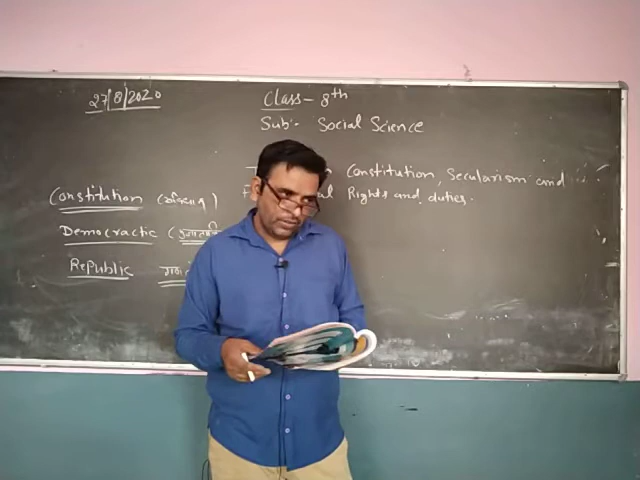 27/8/2020
Class - 8th
Sub:- Social Science
Constitution, Secularism and
Rights and duties.
Constitution (संविधान)
Democractic
Republic